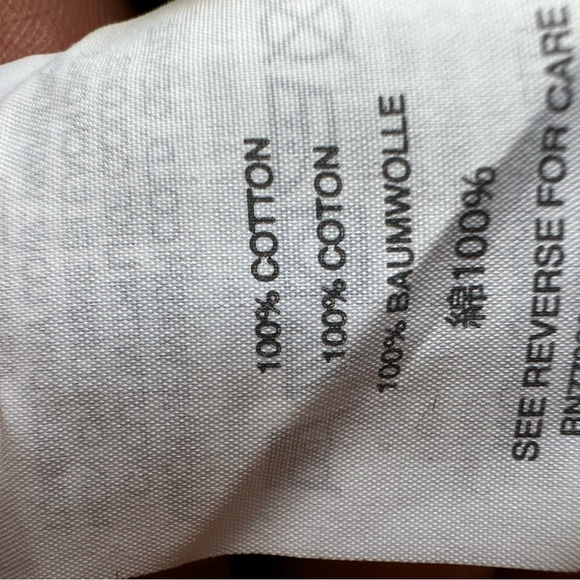 100% COTTON
100% COTON
100% BAUMWOLLE
綿100%
SEE REVERSE FOR CARE